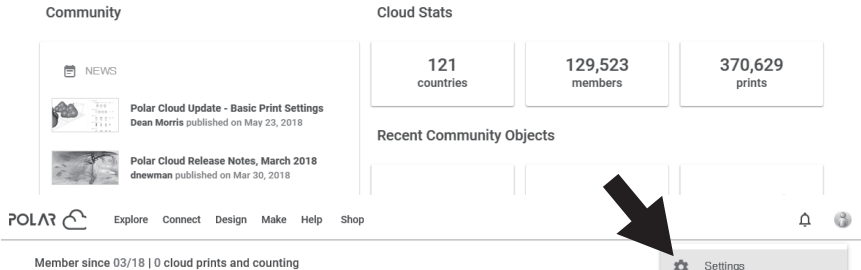 Community
Cloud Stats
NEWS
Polar Cloud Update - Basic Print Settings
Dean Morris published on May 23, 2018
Polar Cloud Release Notes, March 2018
dnewman published on Mar 30, 2018
121
countries
129,523
members
370,629
prints
Recent Community Objects
POLAR Explore Connect Design Make Help Shop
Member since 03/18 | 0 cloud prints and counting
Settings